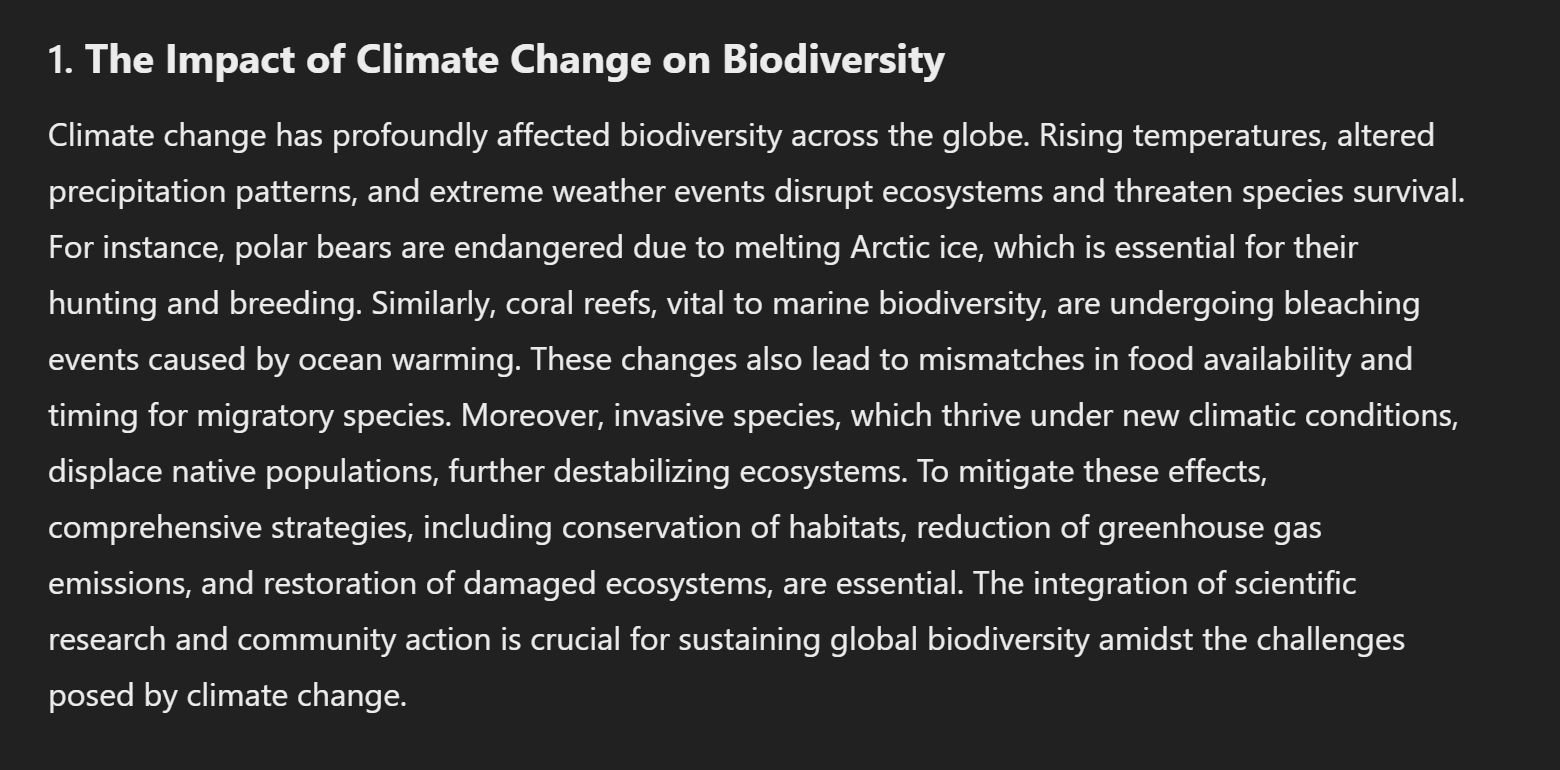 1. The Impact of Climate Change on Biodiversity
Climate change has profoundly affected biodiversity across the globe. Rising temperatures, altered
precipitation patterns, and extreme weather events disrupt ecosystems and threaten species survival.
For instance, polar bears are endangered due to melting Arctic ice, which is essential for their
hunting and breeding. Similarly, coral reefs, vital to marine biodiversity, are undergoing bleaching
events caused by ocean warming. These changes also lead to mismatches in food availability and
timing for migratory species. Moreover, invasive species, which thrive under new climatic conditions,
displace native populations, further destabilizing ecosystems. To mitigate these effects,
comprehensive strategies, including conservation of habitats, reduction of greenhouse gas
emissions, and restoration of damaged ecosystems, are essential. The integration of scientific
research and community action is crucial for sustaining global biodiversity amidst the challenges
posed by climate change.